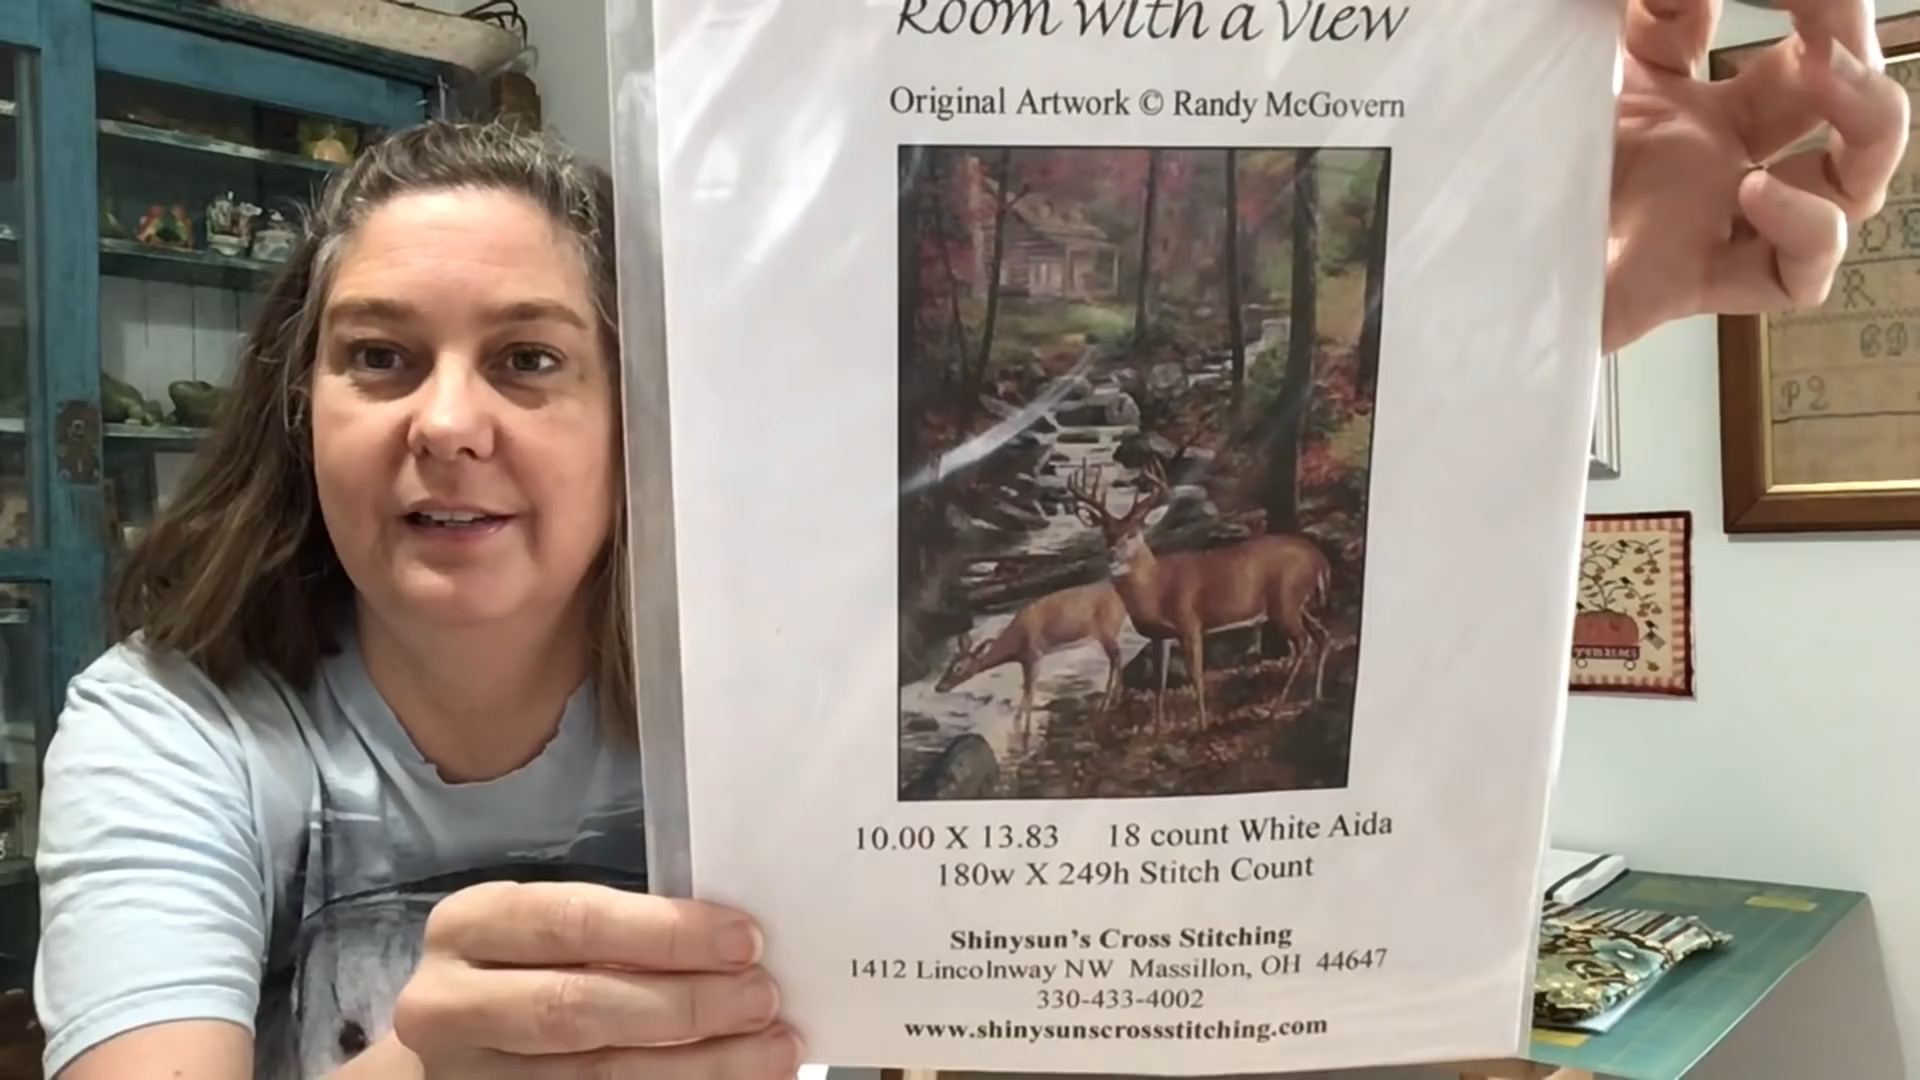 Room with a View
Original Artwork © Randy McGovern
10.00 X 13.83 18 count White Aida
180w X 249h Stitch Count
Shinysun's Cross Stitching
1412 Lincolnway NW Massillon, OH 44647
330-433-4002
www.shinysunscrossstitching.com
R
P2